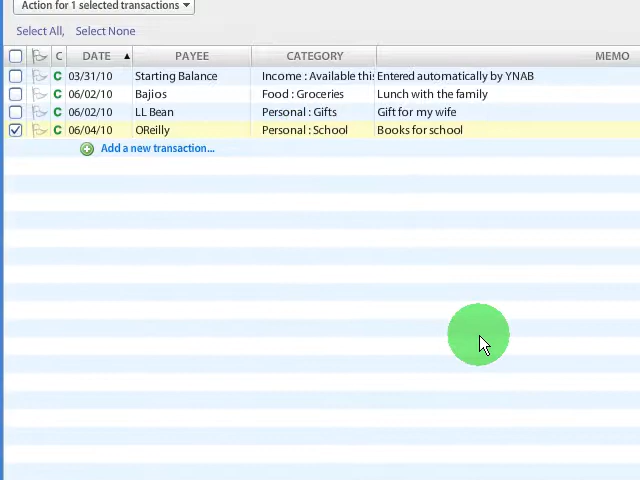 Action for 1 selected transactions
Select All, Select None
C DATE PAYEE CATEGORY MEMO
C 03/31/10 Starting Balance Income : Available this Entered automatically by YNAB
C 06/02/10 Bajios Food : Groceries Lunch with the family
C 06/02/10 LL Bean Personal : Gifts Gift for my wife
C 06/04/10 OReilly Personal : School Books for school
Add a new transaction...